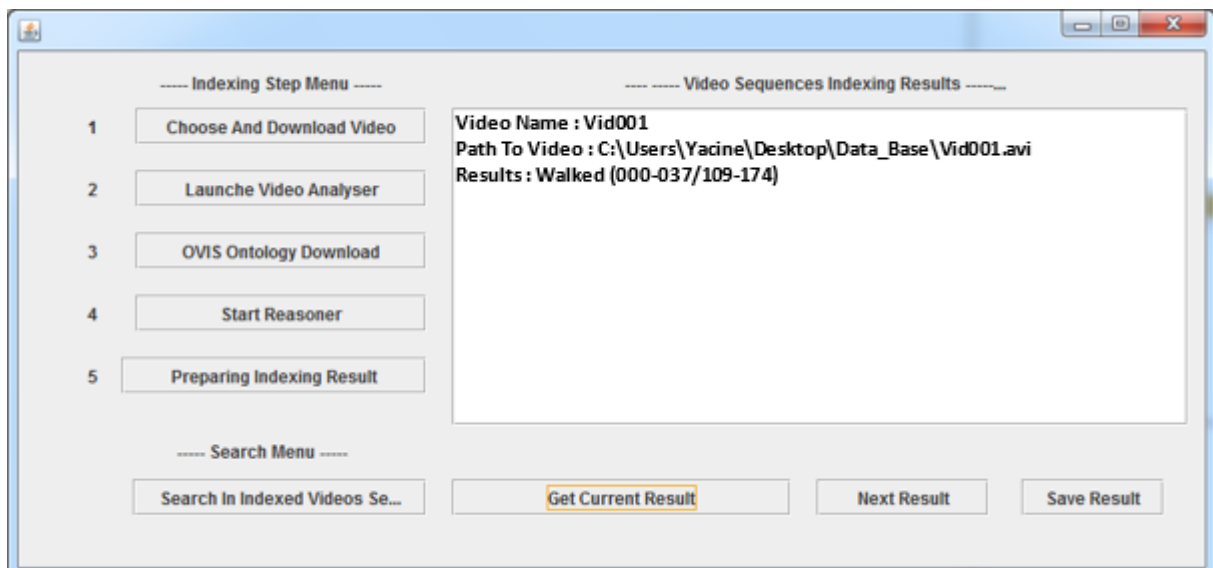 ----- Indexing Step Menu -----
1 Choose And Download Video
2 Launche Video Analyser
3 OVIS Ontology Download
4 Start Reasoner
5 Preparing Indexing Result
----- Search Menu -----
Search In Indexed Videos Se...
---- ----- Video Sequences Indexing Results -----...
Video Name : Vid001
Path To Video : C:\Users\Yacine\Desktop\Data_Base\Vid001.avi
Results : Walked (000-037/109-174)
Get Current Result
Next Result
Save Result